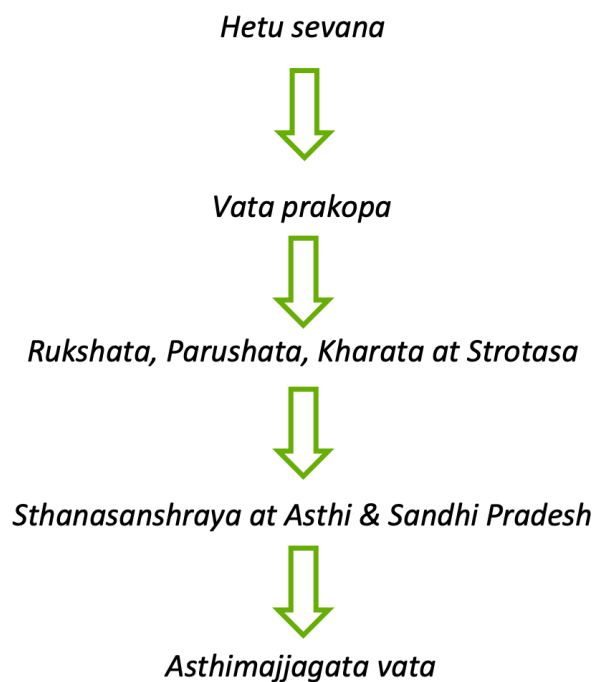 Hetu sevana
Vata prakopa
Rukshata, Parushata, Kharata at Strotasa
Sthanasanshraya at Asthi & Sandhi Pradesh
Asthimajjagata vata